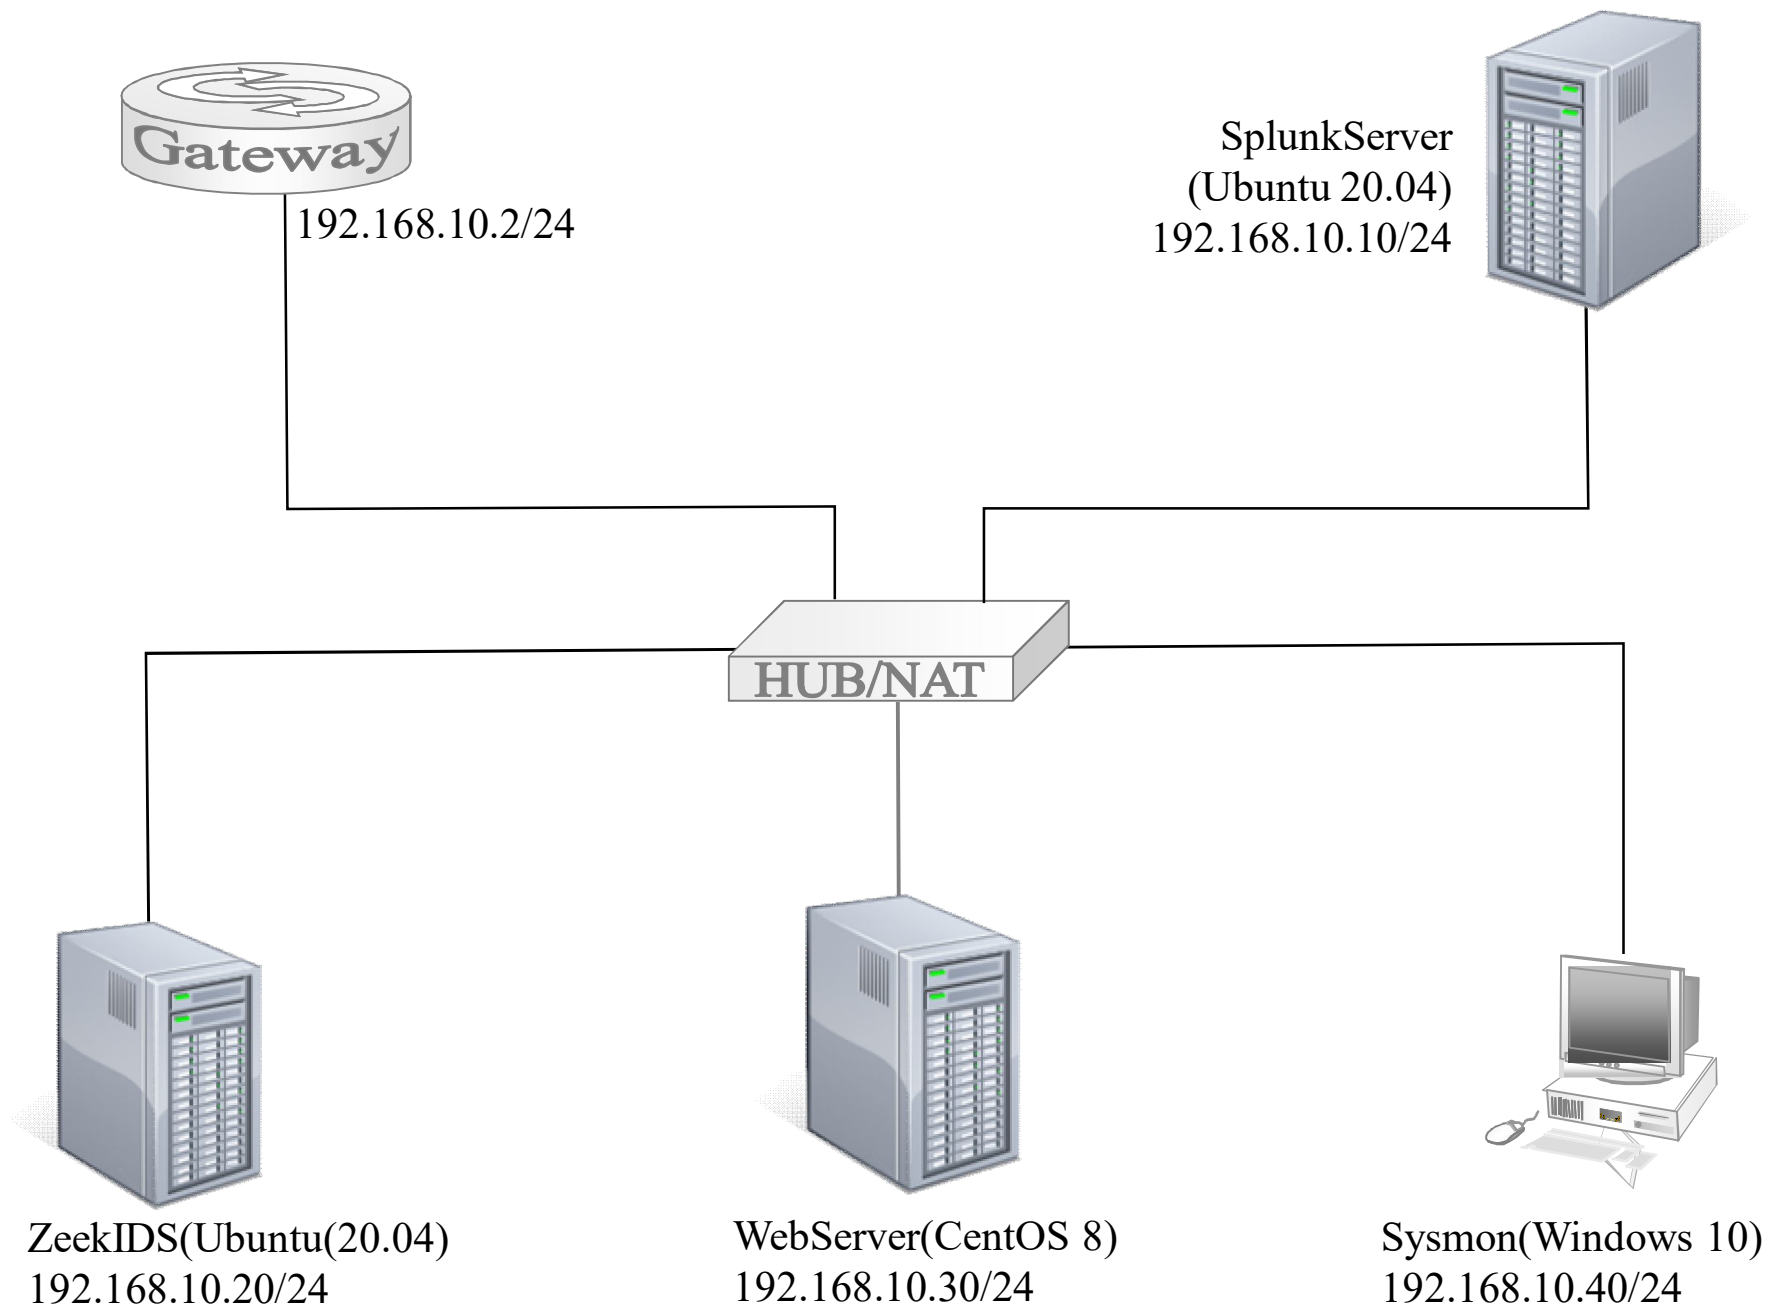 Gateway
192.168.10.2/24
SplunkServer
(Ubuntu 20.04)
192.168.10.10/24
HUB/NAT
ZeekIDS(Ubuntu(20.04)
192.168.10.20/24
WebServer(CentOS 8)
192.168.10.30/24
Sysmon(Windows 10)
192.168.10.40/24